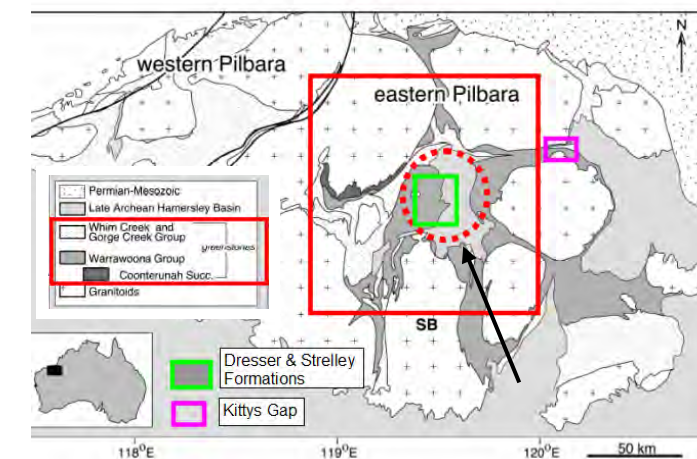 N
western Pilbara
eastern Pilbara
Permian-Mesozoic
Late Archean Hamersley Basin
Whim Creek and
Gorge Creek Group
greenstones
Warrawoona Group
Coonterunah Succ.
Granitoids
SB
Dresser & Strelley
Formations
Kittys Gap
118°E
119°E
120°E
50 km